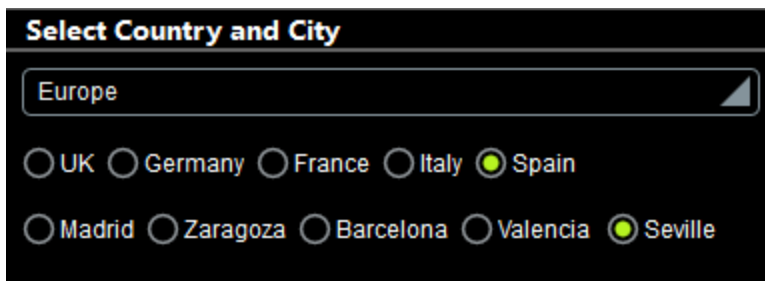 Select Country and City
Europe
UK Germany France Italy Spain
Madrid Zaragoza Barcelona Valencia Seville